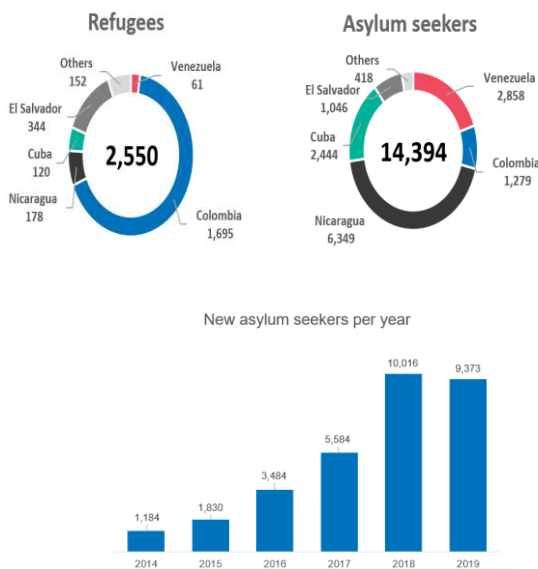 Refugees
Others
152
Venezuela
61
El Salvador
344
Cuba
120
2,550
Nicaragua
178
Colombia
1,695
Asylum seekers
Others
418
Venezuela
2,858
El Salvador
1,046
Cuba
2,444
14,394
Colombia
1,279
Nicaragua
6,349
New asylum seekers per year
1,184
1,830
3,484
5,584
10,016
9,373
2014
2015
2016
2017
2018
2019